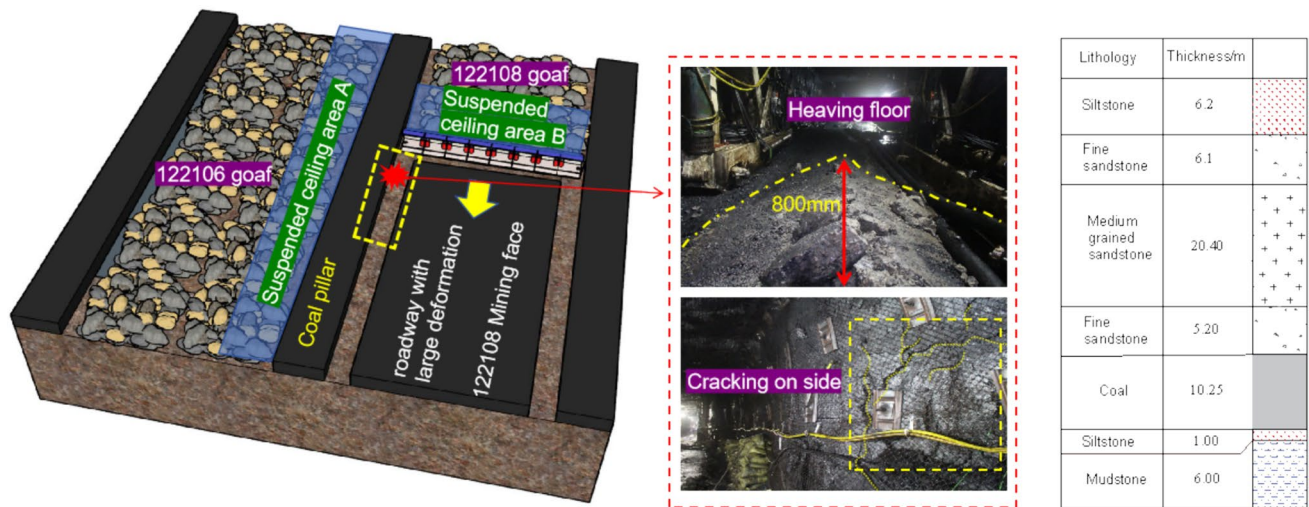 122108 goaf
Suspended
ceiling area B
122106 goaf
Suspended ceiling area A
Coal pillar
roadway with
large deformation
122108 Mining face
Heaving floor
800mm
Cracking on side
Lithology Thickness/m
Siltstone 6.2
Fine
sandstone 6.1
Medium
grained
sandstone 20.40
Fine
sandstone 5.20
Coal 10.25
Siltstone 1.00
Mudstone 6.00